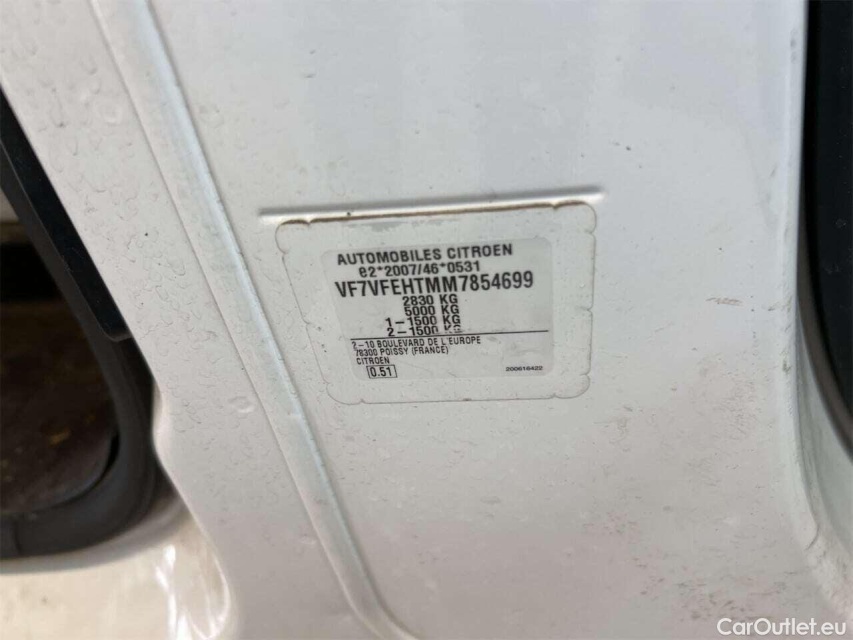 AUTOMOBILES CITROEN
e2*2007/46*0531
VF7VFEHTMM7854699
2830 KG
5000 KG
1-1500 KG
2-1500 KG
2-10 BOULEVARD DE L'EUROPE
78300 POISSY (FRANCE)
CITROEN
0.51
200616422
CarOutlet.eu